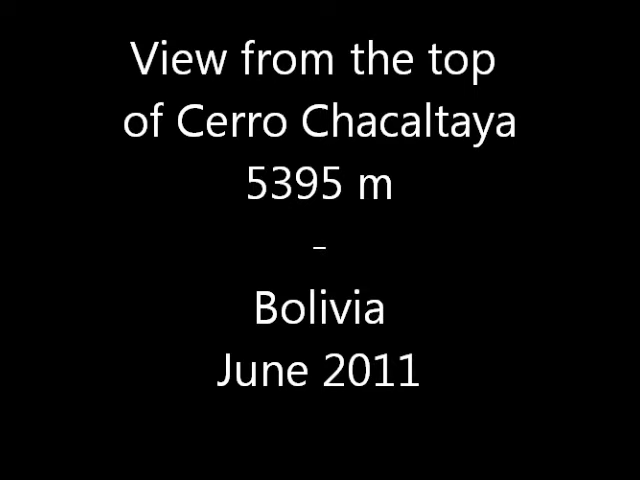 View from the top
of Cerro Chacaltaya
5395 m
-
Bolivia
June 2011